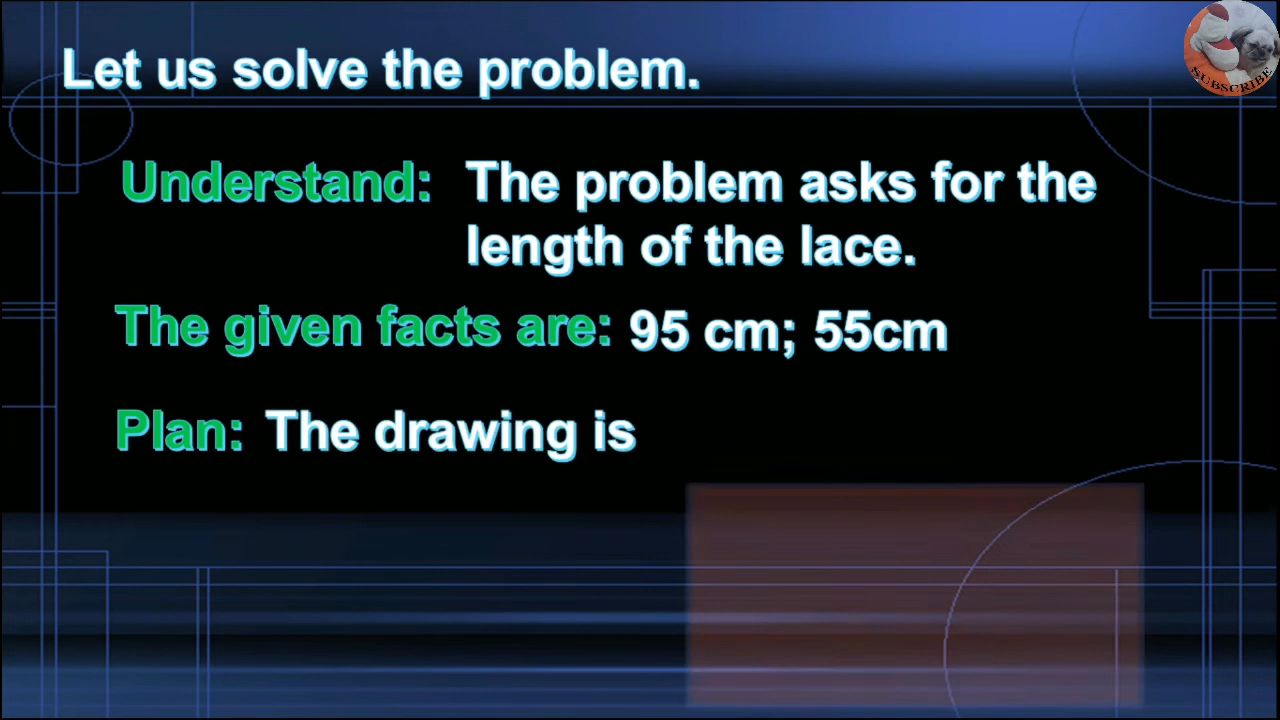 Let us solve the problem.
SUBSCRIBE
Understand: The problem asks for the
length of the lace.
The given facts are: 95 cm; 55cm
Plan: The drawing is